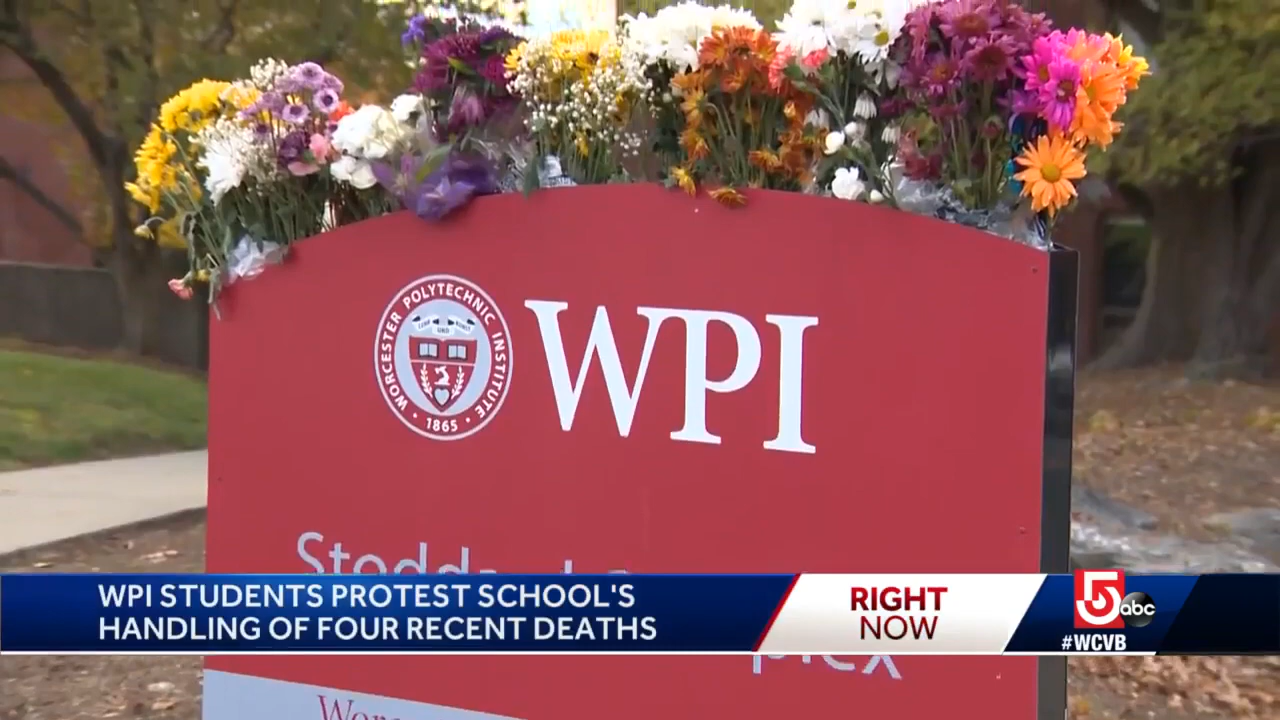 WORCESTER POLYTECHNIC INSTITUTE
1865
WPI
WPI STUDENTS PROTEST SCHOOL'S
HANDLING OF FOUR RECENT DEATHS
RIGHT
NOW
5
abc
#WCVB